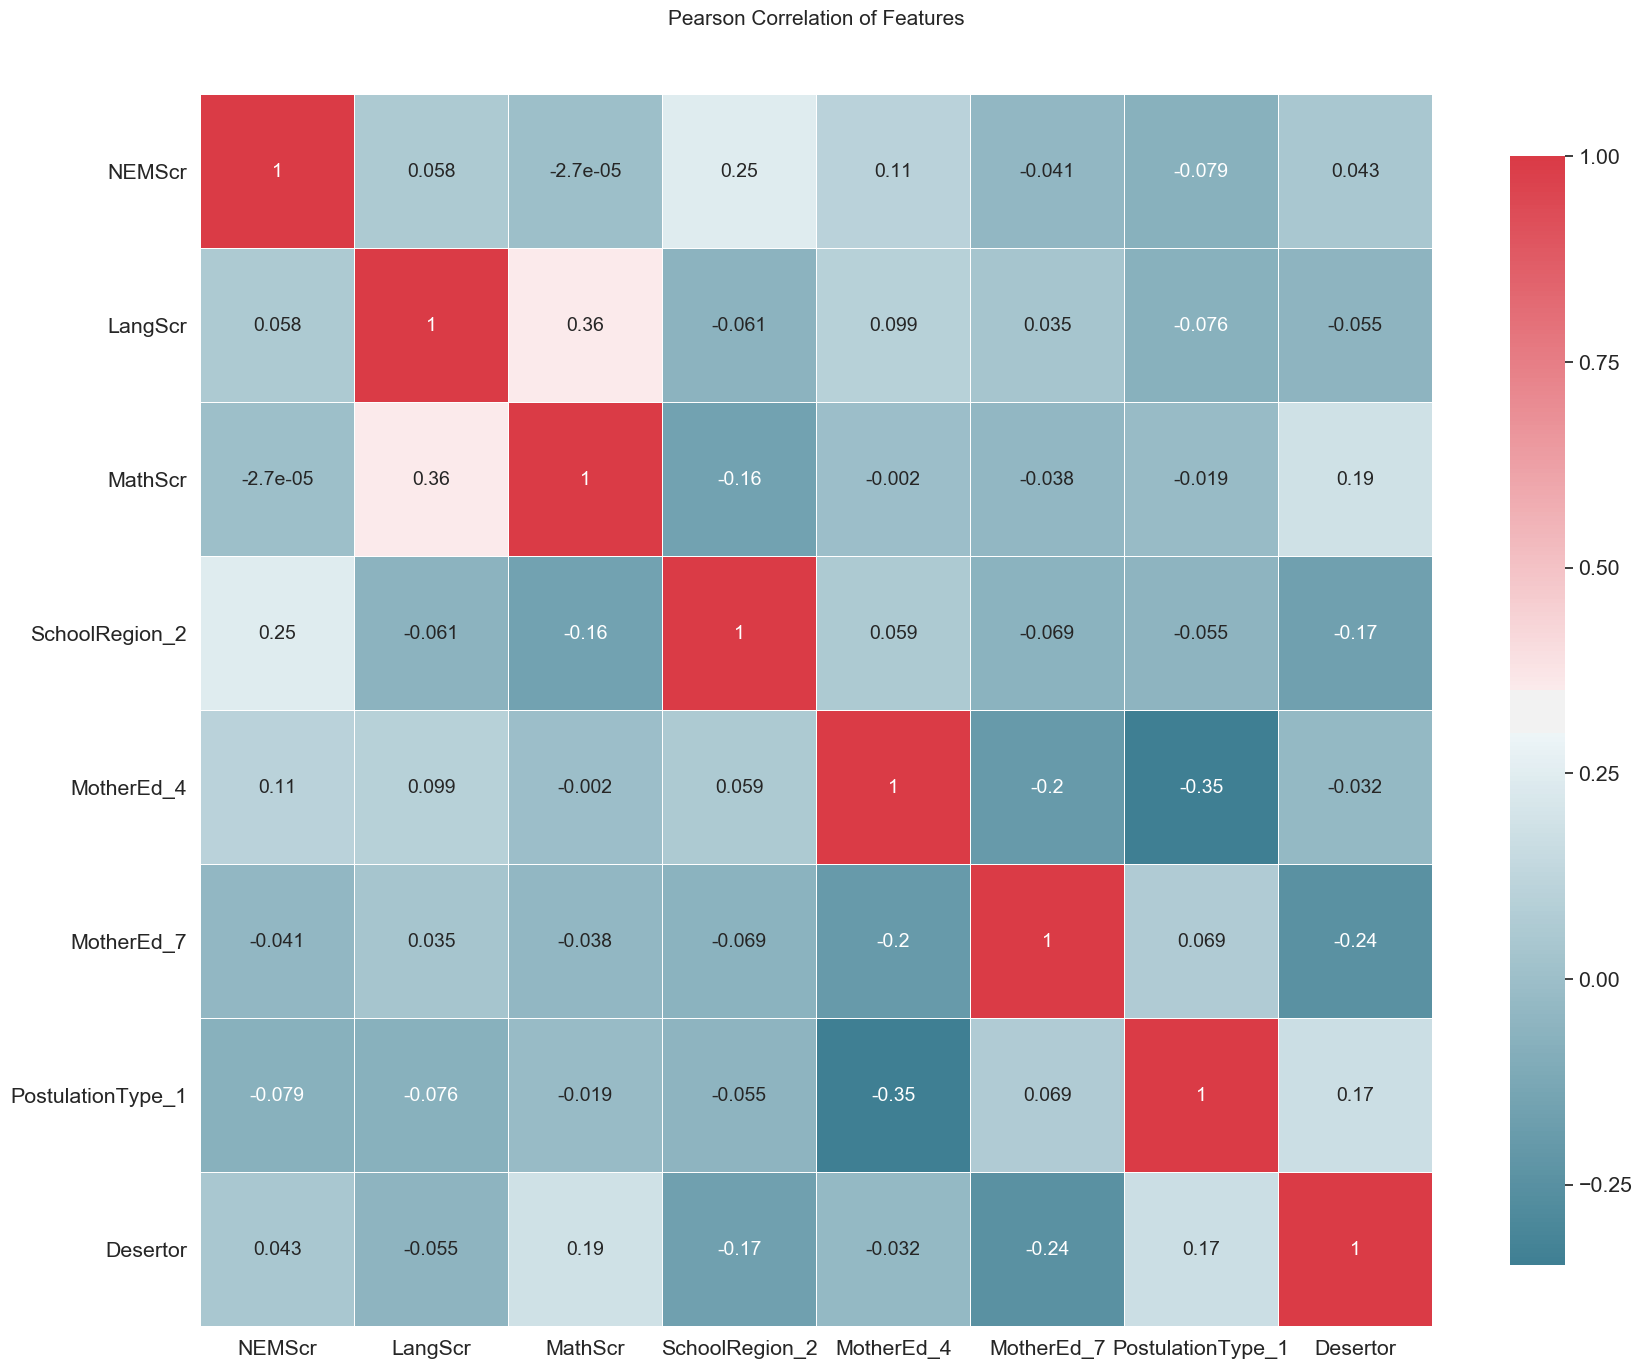 Pearson Correlation of Features
NEMScr 1 0.058 -2.7e-05 0.25 0.11 -0.041 -0.079 0.043
LangScr 0.058 1 0.36 -0.061 0.099 0.035 -0.076 -0.055
MathScr -2.7e-05 0.36 1 -0.16 -0.002 -0.038 -0.019 0.19
SchoolRegion_2 0.25 -0.061 -0.16 1 0.059 -0.069 -0.055 -0.17
MotherEd_4 0.11 0.099 -0.002 0.059 1 -0.2 -0.35 -0.032
MotherEd_7 -0.041 0.035 -0.038 -0.069 -0.2 1 0.069 -0.24
PostulationType_1 -0.079 -0.076 -0.019 -0.055 -0.35 0.069 1 0.17
Desertor 0.043 -0.055 0.19 -0.17 -0.032 -0.24 0.17 1
NEMScr LangScr MathScr SchoolRegion_2 MotherEd_4 MotherEd_7 PostulationType_1 Desertor
1.00
0.75
0.50
0.25
0.00
−0.25